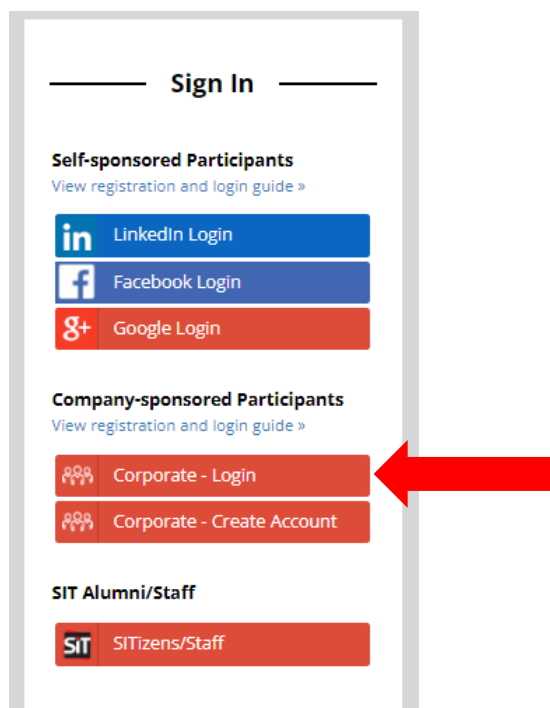 Sign In
Self-sponsored Participants
View registration and login guide »
in LinkedIn Login
f Facebook Login
g+ Google Login
Company-sponsored Participants
View registration and login guide »
Corporate - Login
Corporate - Create Account
SIT Alumni/Staff
SiT SITizens/Staff